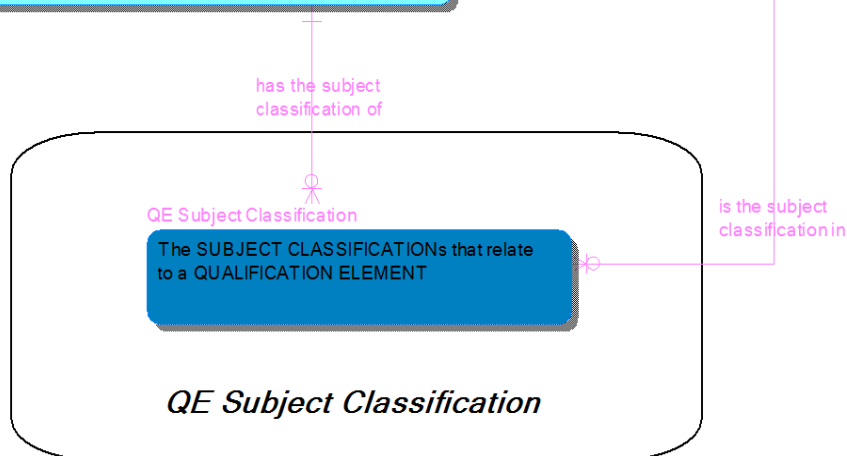 has the subject
classification of
QE Subject Classification
The SUBJECT CLASSIFICATIONs that relate
to a QUALIFICATION ELEMENT
is the subject
classification in
QE Subject Classification